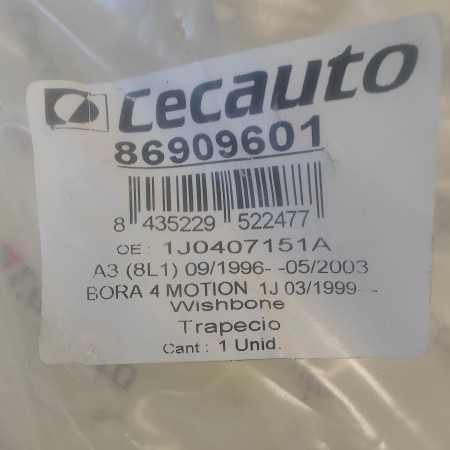 cecauto
86909601
8 435229 522477
OE: 1J0407151A
A3 (8L1) 09/1996- -05/2003
BORA 4 MOTION 1J 03/1999- -
Wishbone
Trapecio
Cant: 1 Unid.